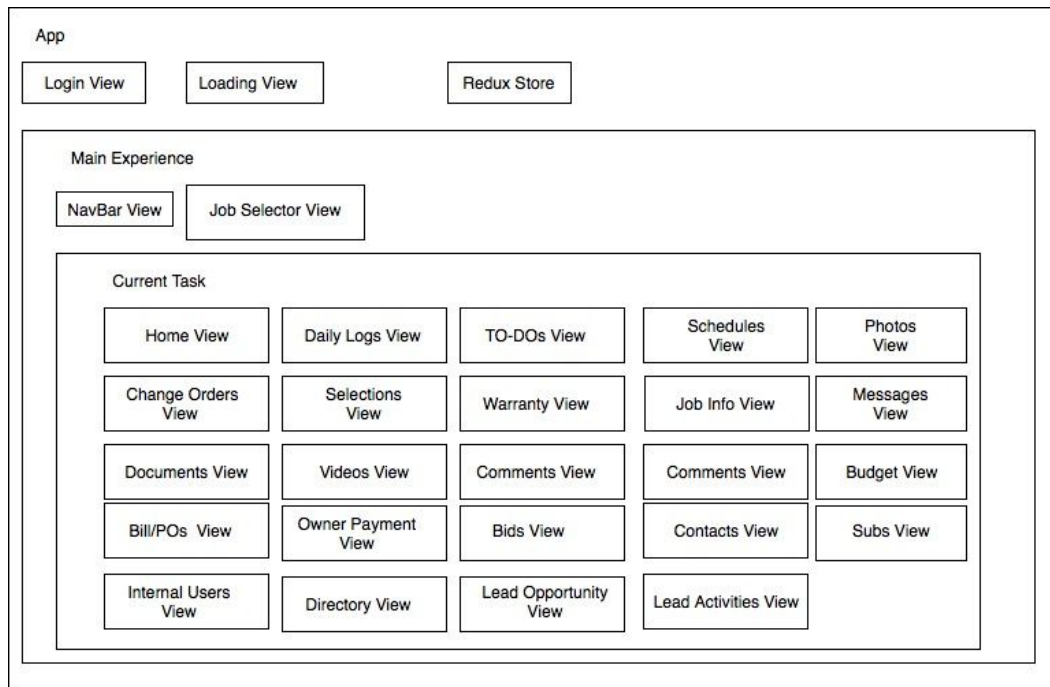 App
Login View
Loading View
Redux Store
Main Experience
NavBar View
Job Selector View
Current Task
Home View
Daily Logs View
TO-DOs View
Schedules
View
Photos
View
Change Orders
View
Selections
View
Warranty View
Job Info View
Messages
View
Documents View
Videos View
Comments View
Comments View
Budget View
Bill/POs View
Owner Payment
View
Bids View
Contacts View
Subs View
Internal Users
View
Directory View
Lead Opportunity
View
Lead Activities View